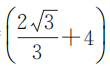 (2√3/3 + 4)